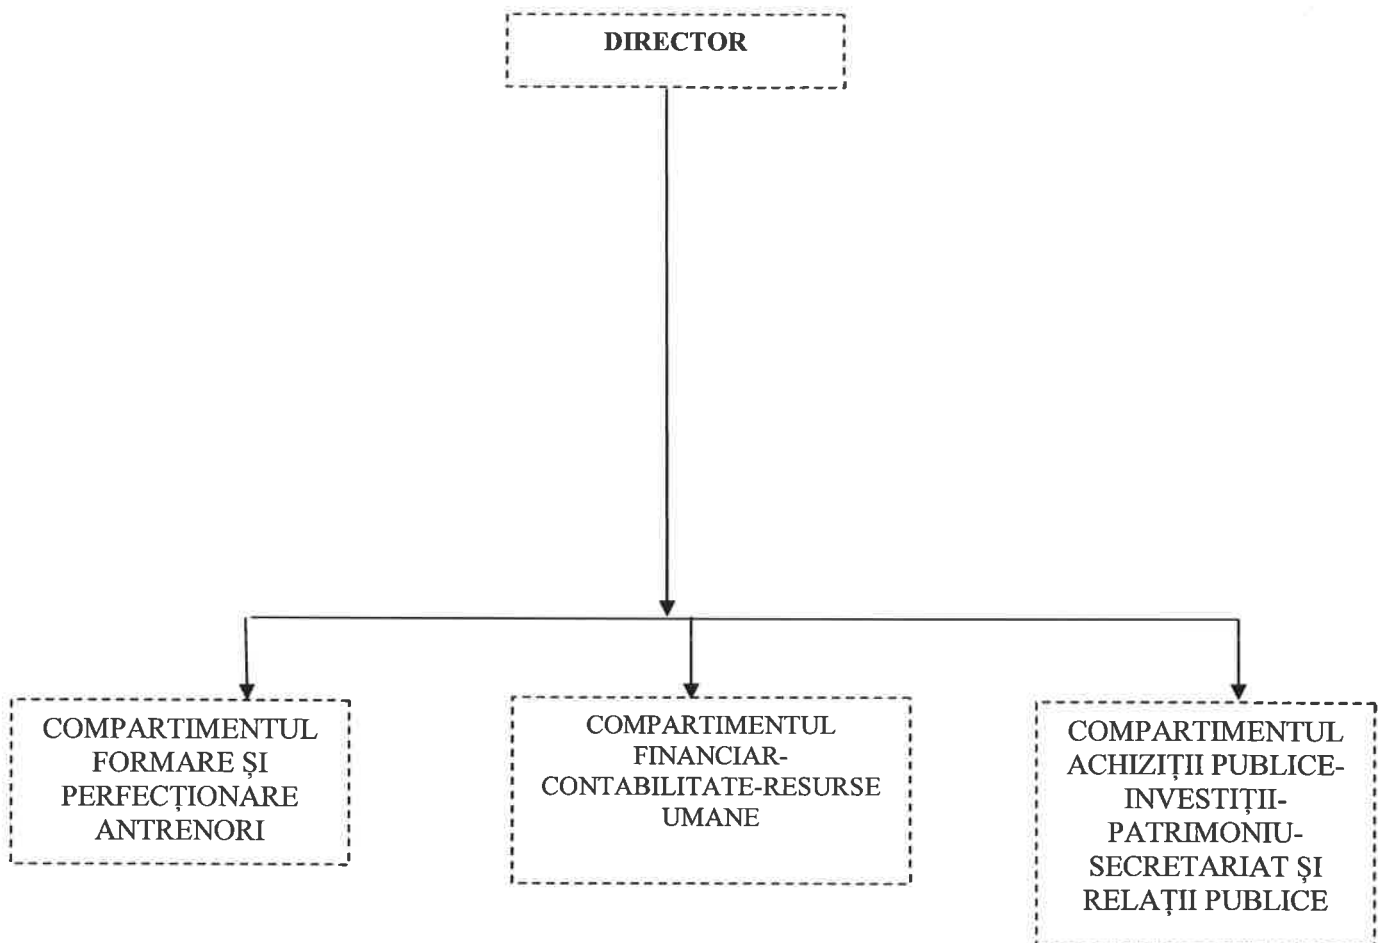 DIRECTOR
COMPARTIMENTUL
FORMARE ȘI
PERFECȚIONARE
ANTRENORI
COMPARTIMENTUL
FINANCIAR-
CONTABILITATE-RESURSE
UMANE
COMPARTIMENTUL
ACHIZIȚII PUBLICE-
INVESTIȚII-
PATRIMONIU-
SECRETARIAT ȘI
RELAȚII PUBLICE